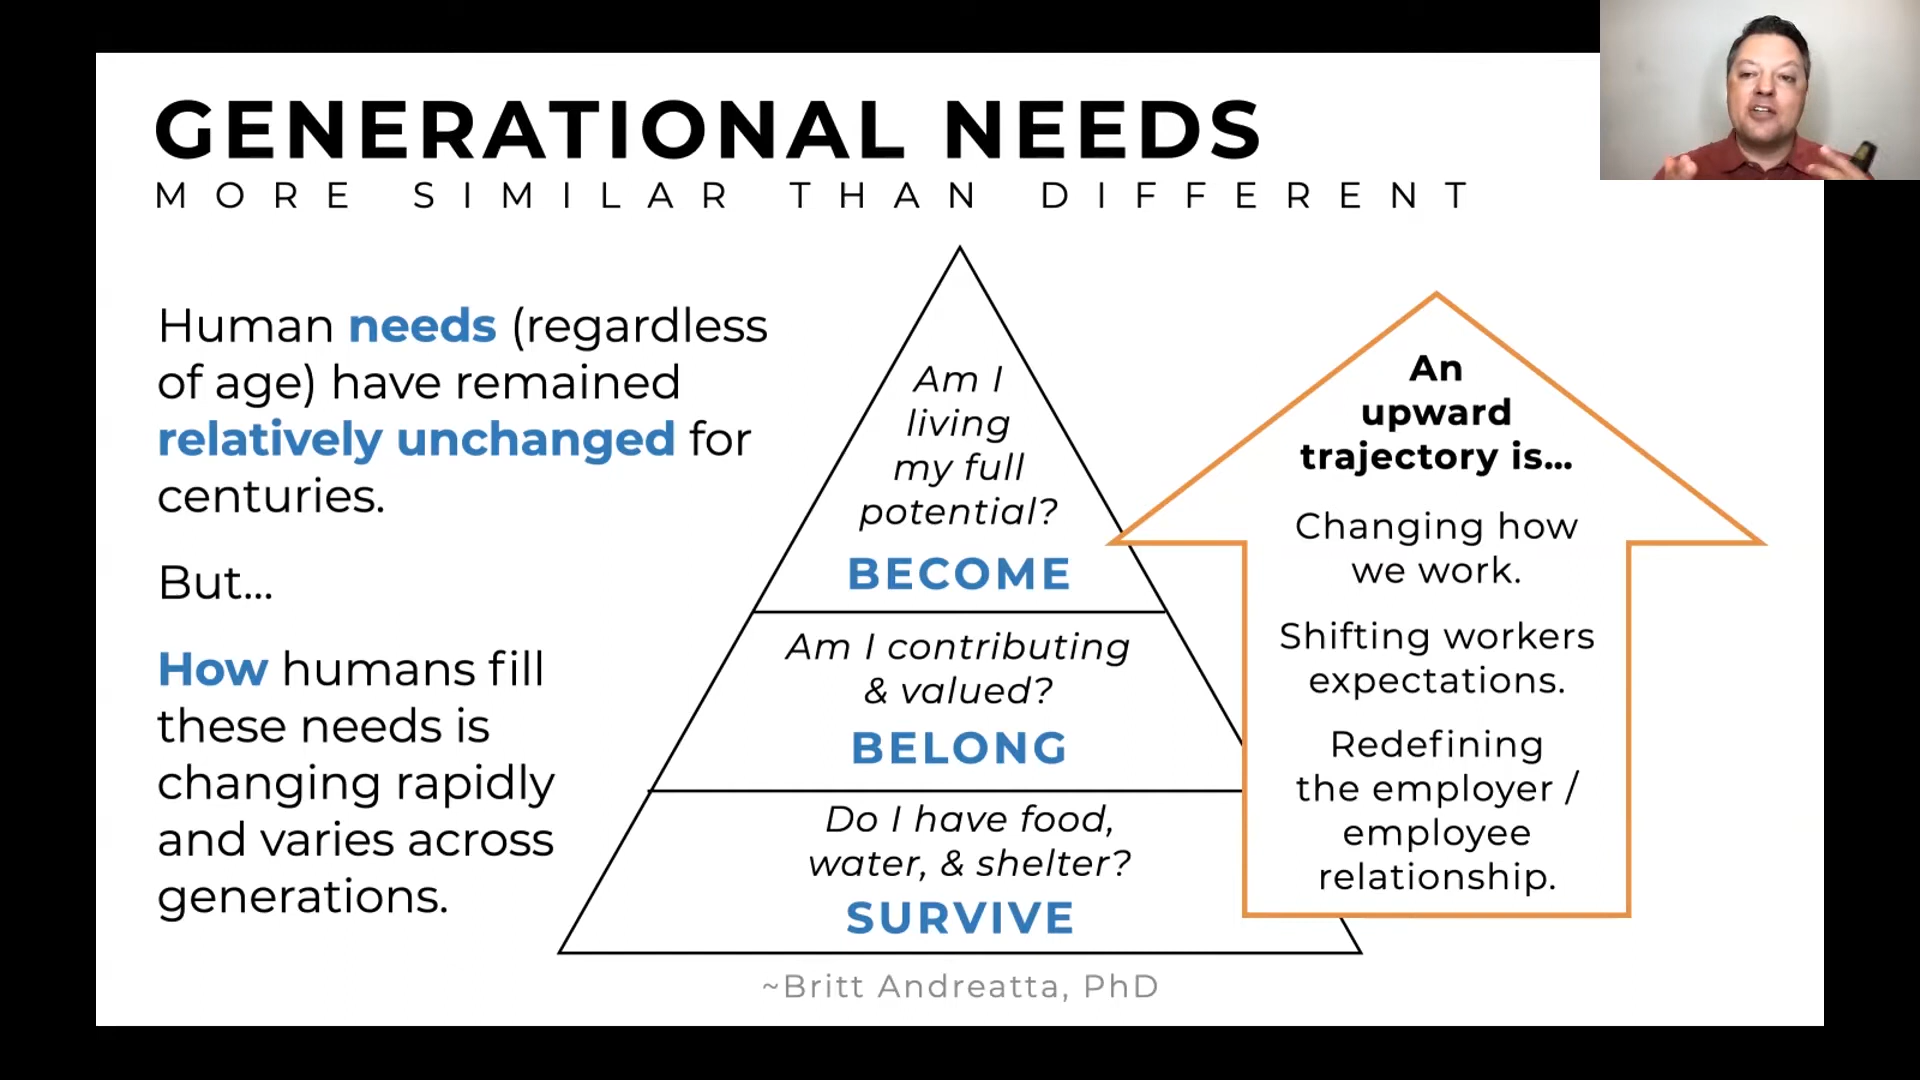 GENERATIONAL NEEDS
MORE SIMILAR THAN DIFFERENT
Human needs (regardless
of age) have remained
relatively unchanged for
centuries.
But...
How humans fill
these needs is
changing rapidly
and varies across
generations.
Am I
living
my full
potential?
BECOME
Am I contributing
& valued?
BELONG
Do I have food,
water, & shelter?
SURVIVE
~Britt Andreatta, PhD
An
upward
trajectory is...
Changing how
we work.
Shifting workers
expectations.
Redefining
the employer /
employee
relationship.